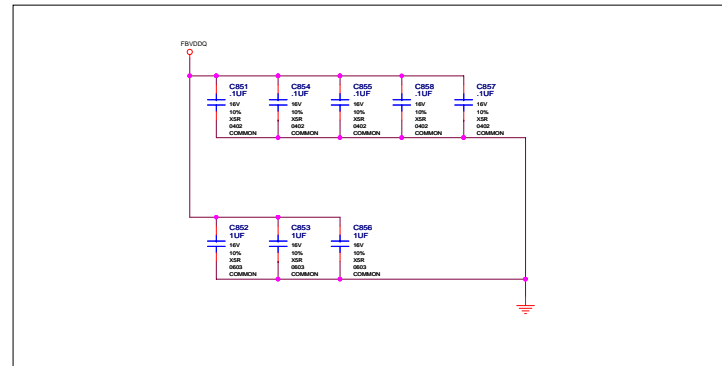 FBVDDQ
C851
.1UF
16V
10%
X5R
0402
COMMON
C854
.1UF
16V
10%
X5R
0402
COMMON
C855
.1UF
16V
10%
X5R
0402
COMMON
C858
.1UF
16V
10%
X5R
0402
COMMON
C857
.1UF
16V
10%
X5R
0402
COMMON
C852
1UF
16V
10%
X5R
0603
COMMON
C853
1UF
16V
10%
X5R
0603
COMMON
C856
1UF
16V
10%
X5R
0603
COMMON